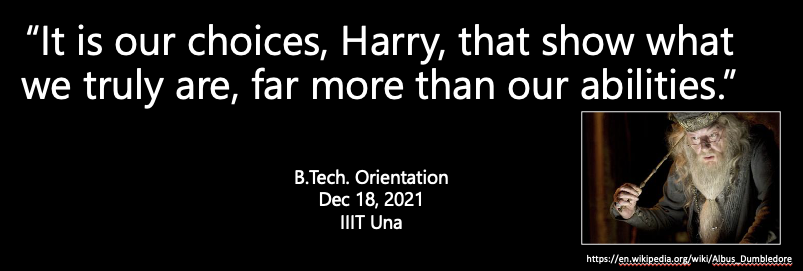 “It is our choices, Harry, that show what
we truly are, far more than our abilities.”
B.Tech. Orientation
Dec 18, 2021
IIIT Una
https://en.wikipedia.org/wiki/Albus_Dumbledore